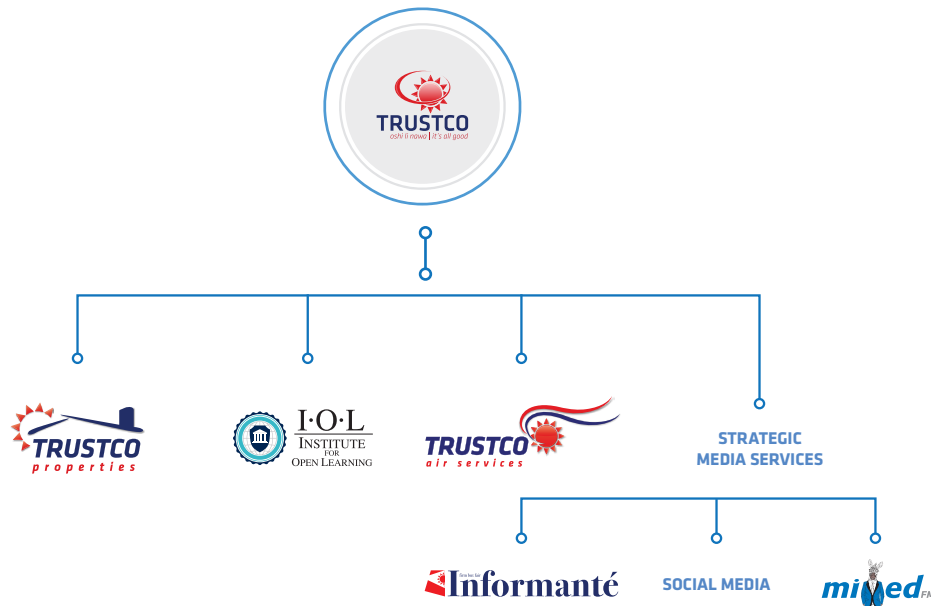 TRUSTCO
oshi li nawa | It's all good
TRUSTCO
properties
I·O·L
INSTITUTE
FOR
OPEN LEARNING
TRUSTCO
air services
STRATEGIC
MEDIA SERVICES
Informanté
SOCIAL MEDIA
mixed FM